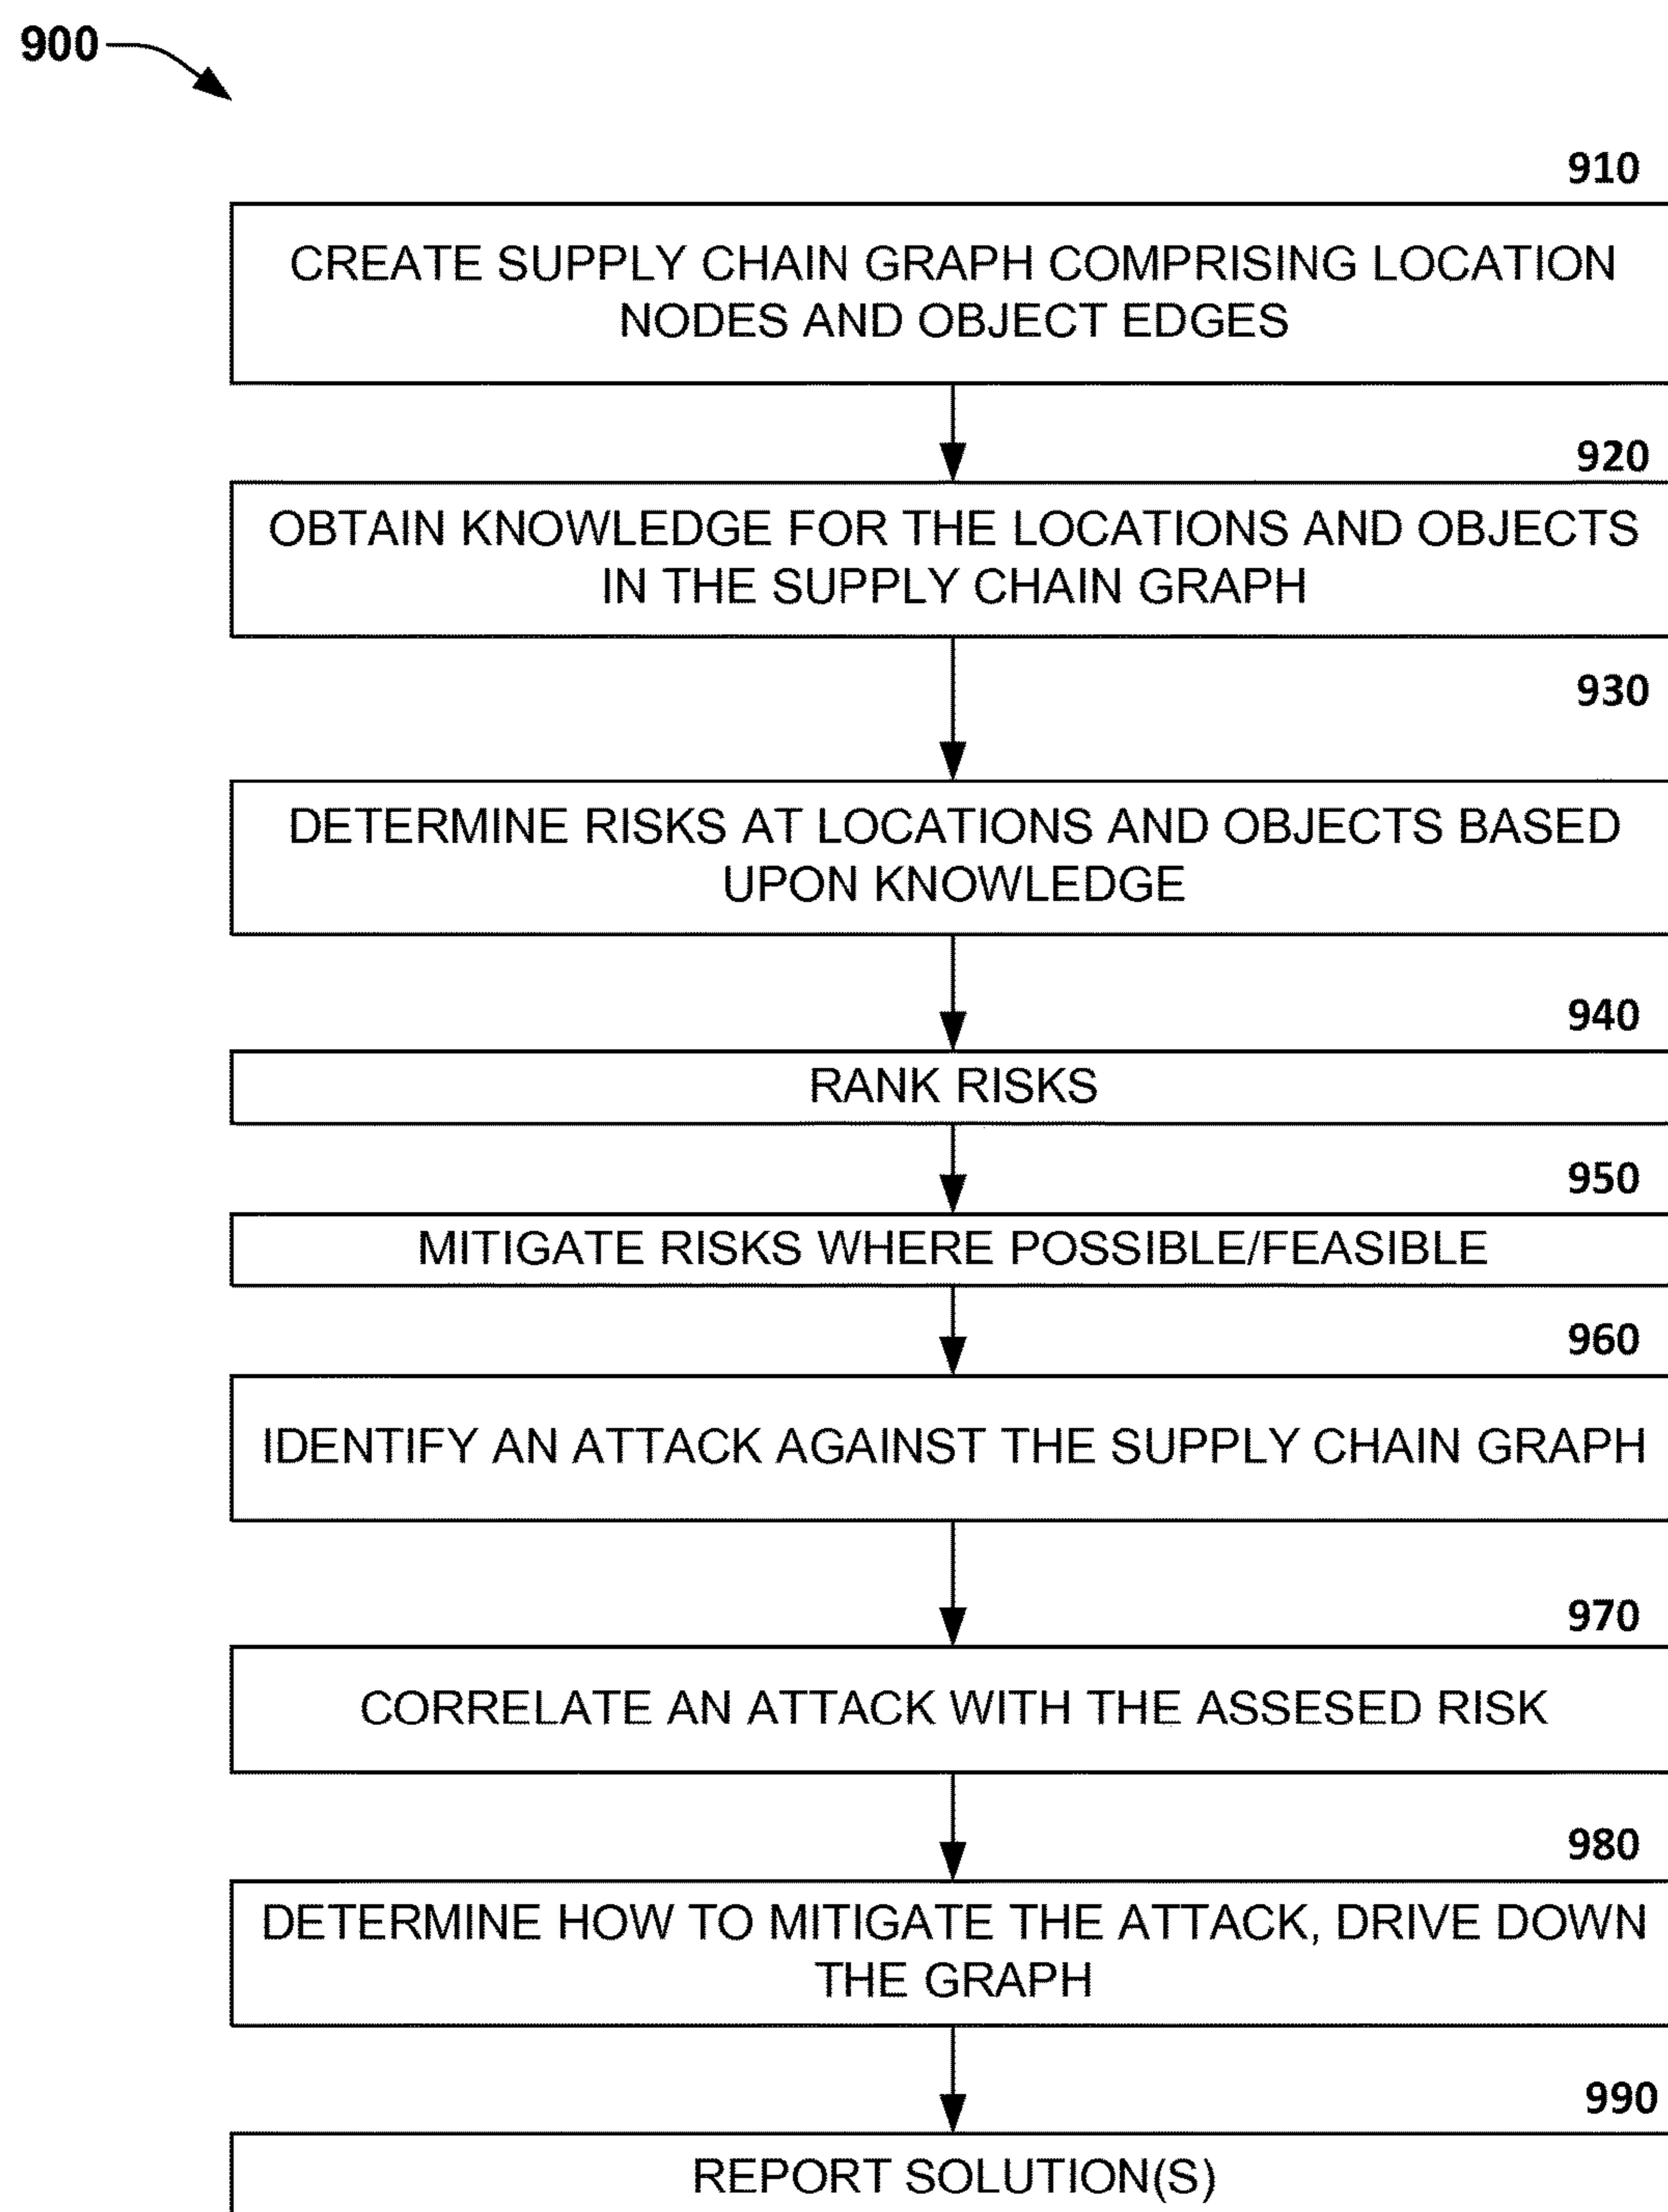 900
910
CREATE SUPPLY CHAIN GRAPH COMPRISING LOCATION
NODES AND OBJECT EDGES
920
OBTAIN KNOWLEDGE FOR THE LOCATIONS AND OBJECTS
IN THE SUPPLY CHAIN GRAPH
930
DETERMINE RISKS AT LOCATIONS AND OBJECTS BASED
UPON KNOWLEDGE
940
RANK RISKS
950
MITIGATE RISKS WHERE POSSIBLE/FEASIBLE
960
IDENTIFY AN ATTACK AGAINST THE SUPPLY CHAIN GRAPH
970
CORRELATE AN ATTACK WITH THE ASSESED RISK
980
DETERMINE HOW TO MITIGATE THE ATTACK, DRIVE DOWN
THE GRAPH
990
REPORT SOLUTION(S)